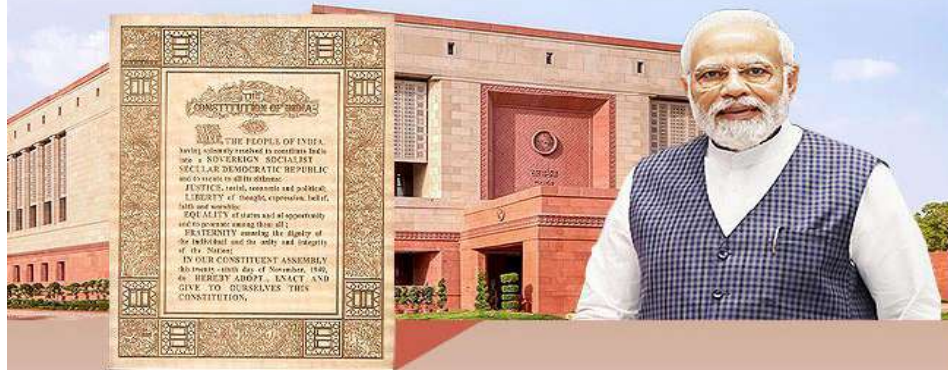 THE
CONSTITUTION OF INDIA
WE, THE PEOPLE OF INDIA,
having solemnly resolved to constitute India
into a SOVEREIGN SOCIALIST
SECULAR DEMOCRATIC REPUBLIC
and to secure to all its citizens:
JUSTICE, social, economic and political;
LIBERTY of thought, expression, belief,
faith and worship;
EQUALITY of status and of opportunity
and to promote among them all;
FRATERNITY assuring the dignity of
the individual and the unity and integrity
of the Nation;
IN OUR CONSTITUENT ASSEMBLY
this twenty-sixth day of November, 1949, do
HEREBY ADOPT, ENACT AND
GIVE TO OURSELVES THIS
CONSTITUTION.